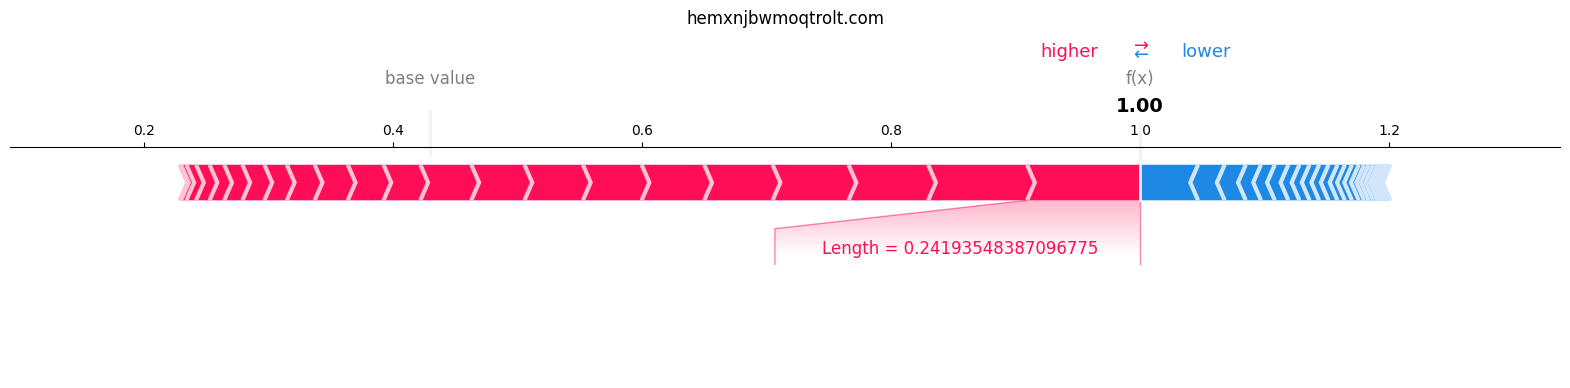 hemxnjbwmoqtrolt.com
higher ⇄ lower
base value f(x)
1.00
0.2 0.4 0.6 0.8 1.0 1.2
Length = 0.24193548387096775